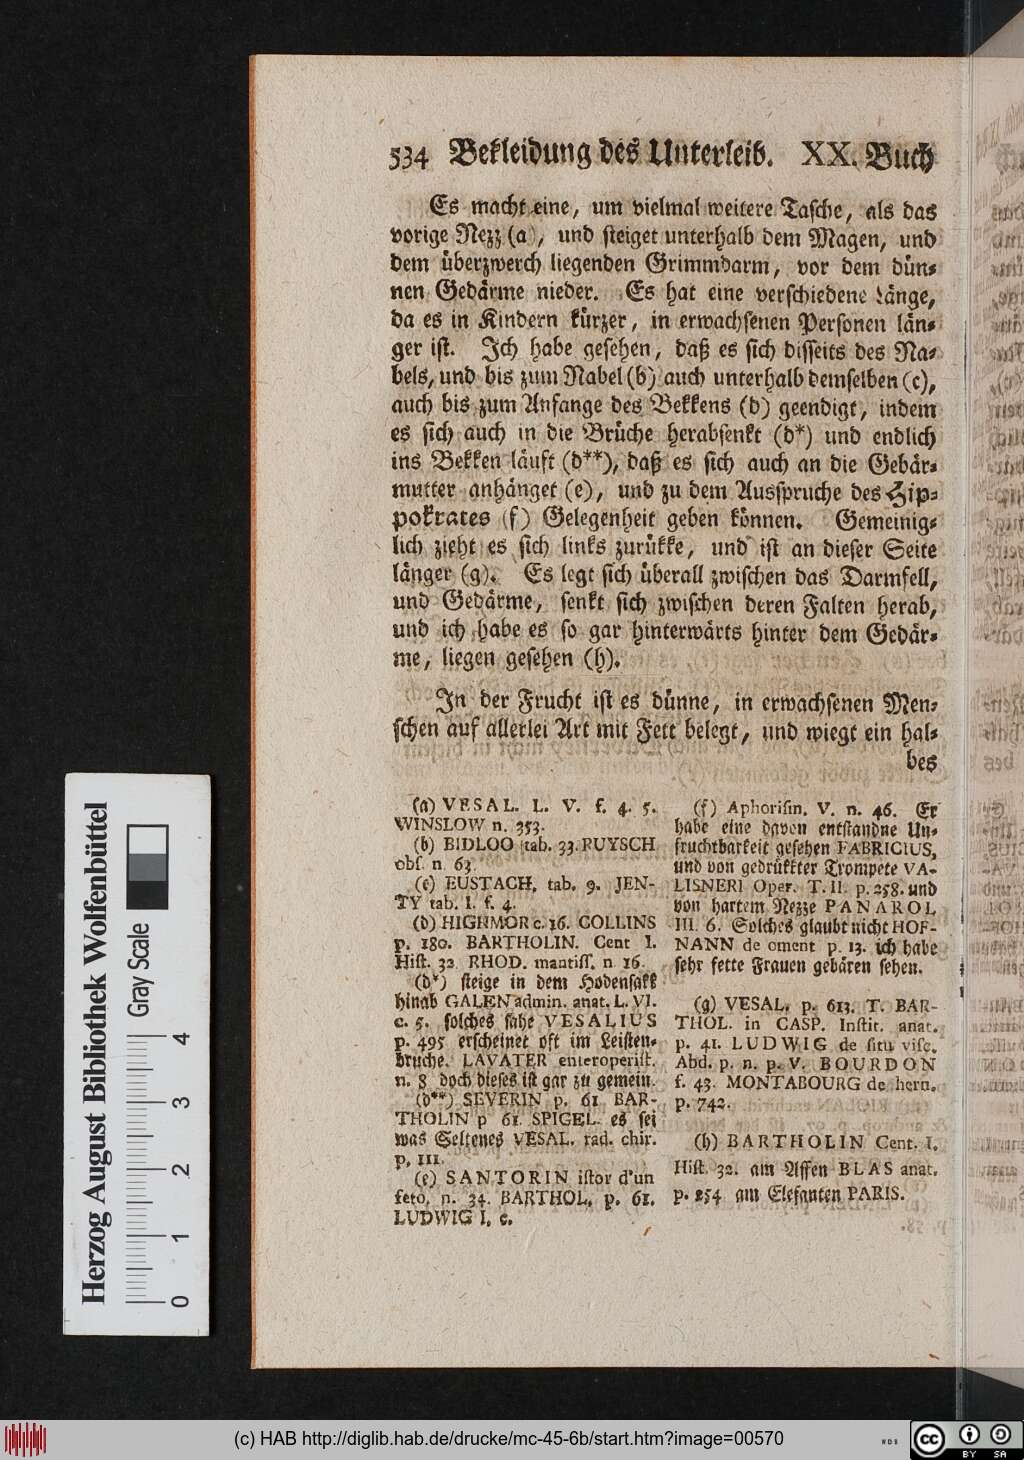 534 Bekleidung des Unterleib. XX. Buch
Es macht eine, um vielmal weitere Tasche, als das
vorige Nezz (a), und steiget unterhalb dem Magen, und
dem überzwerch liegenden Grimmdarm, vor dem dün-
nen Gedärme nieder. Es hat eine verschiedene Länge,
da es in Kindern kürzer, in erwachsenen Personen län-
ger ist. Ich habe gesehen, daß es sich disseits des Na-
bels, und bis zum Nabel (b) auch unterhalb demselben (c),
auch bis zum Anfange des Bekkens (d) geendigt, indem
es sich auch in die Brüche herabsenkt (d*) und endlich
ins Bekken läuft (d**), daß es sich auch an die Gebär-
mutter anhänget (e), und zu dem Ausspruche des Hip-
pokrates (f) Gelegenheit geben können. Gemeinig-
lich zieht es sich links zurükke, und ist an dieser Seite
länger (g). Es legt sich überall zwischen das Darmfell,
und Gedärme, senkt sich zwischen deren Falten herab,
und ich habe es so gar hinterwärts hinter dem Gedär-
me, liegen gesehen (h).
In der Frucht ist es dünne, in erwachsenen Men-
schen auf allerlei Art mit Fett belegt, und wiegt ein hal-
bes
(a) VESAL. L. V. f. 4. 5.
WINSLOW n. 353.
(b) BIDLOO tab. 33. RUYSCH
obs. n. 63.
(c) EUSTACH. tab. 9. JEN-
TY tab. I. f. 4.
(d) HIGHMOR c. 16. COLLINS
p. 180. BARTHOLIN. Cent I.
Hist. 32. RHOD. mantiss. n. 16.
(d*) steige in dem Hodensakk
hinab GALEN admin. anat. L. VI.
c. 5. solches sahe VESALIUS
p. 495 erscheinet oft im Leisten-
bruche. LAVATER enteroperist.
n. 8 doch dieses ist gar zu gemein.
(d**) SEVERIN p. 61. BAR-
THOLIN p 61. SPIGEL. es sei
was Seltenes VESAL. rad. chir.
p. III.
(e) SANTORIN istor d'un
feto. n. 34. BARTHOL. p. 61.
LUDWIG I. c.
(f) Aphorism. V. n. 46. Er
habe eine davon entstandne Un-
fruchtbarkeit gesehen FABRICIUS,
und von gedrükkter Trompete VA-
LISNERI Oper. T. II. p. 258. und
von hartem Nezze PANAROL
III. 6. Solches glaubt nicht HOF-
NANN de oment p. 13. ich habe
sehr fette Frauen gebären sehen.
(g) VESAL. p. 613. T. BAR-
THOL. in CASP. Instit. anat.
p. 41. LUDWIG de situ visc.
Abd. p. n. p. V. BOURDON
f. 43. MONTABOURG de hern.
p. 742.
(h) BARTHOLIN Cent. I.
Hist. 32. am Affen BLAS anat.
p. 254 am Elefanten PARIS.
Herzog August Bibliothek Wolfenbüttel
Gray Scale
0 1 2 3 4
(c) HAB http://diglib.hab.de/drucke/mc-45-6b/start.htm?image=00570
cc BY SA